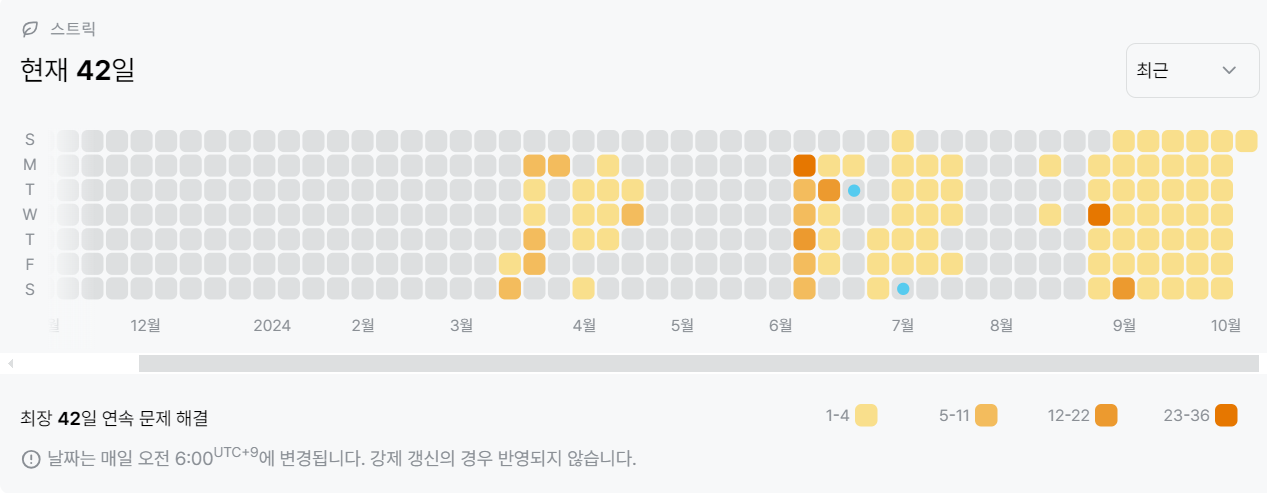 스트릭
현재 42일
최근
S
M
T
W
T
F
S
월 12월 2024 2월 3월 4월 5월 6월 7월 8월 9월 10월
최장 42일 연속 문제 해결
1-4 5-11 12-22 23-36
날짜는 매일 오전 6:00UTC+9에 변경됩니다. 강제 갱신의 경우 반영되지 않습니다.